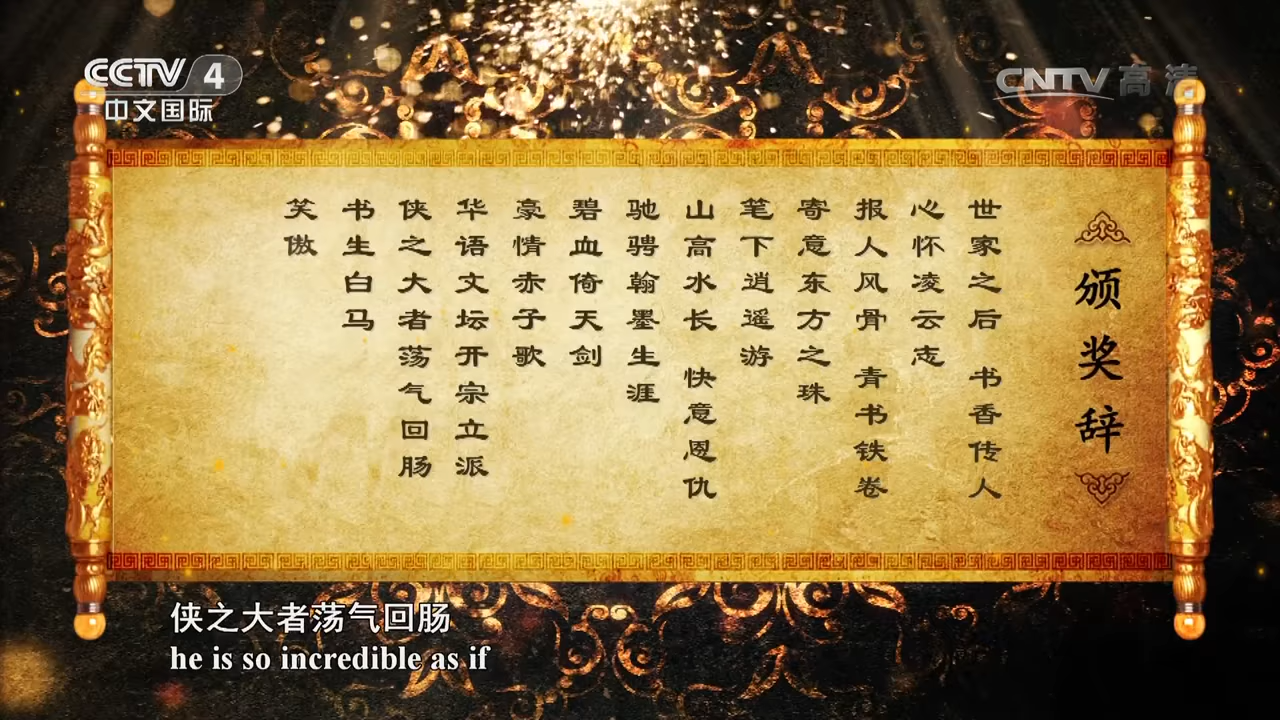 CCTV 4
中文国际
CNTV 高清
颁奖辞
世家之后 书香传人
心怀凌云志
报人风骨 青书铁卷
寄意东方之珠
笔下逍遥游
山高水长 快意恩仇
驰骋翰墨生涯
碧血倚天剑
豪情赤子歌
华语文坛开宗立派
侠之大者荡气回肠
书生白马
笑傲
侠之大者荡气回肠
he is so incredible as if